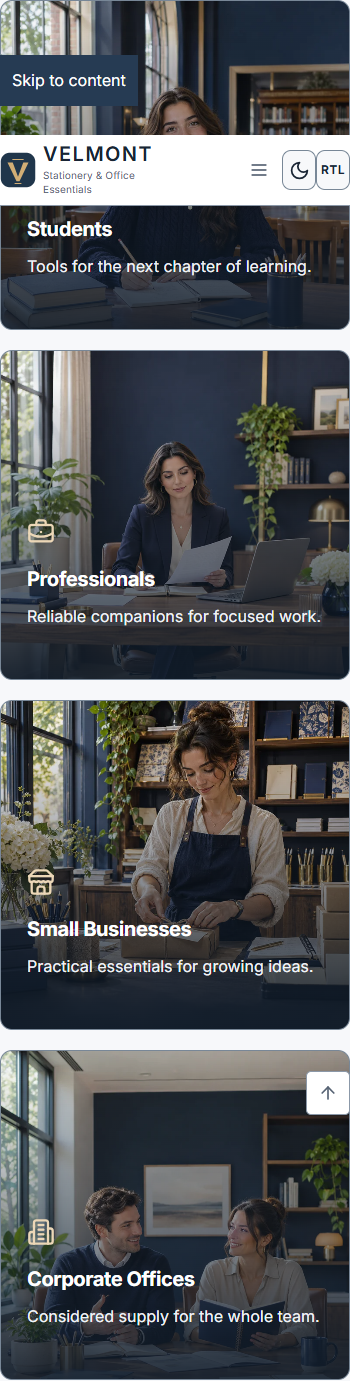 Skip to content
V
VELMONT
Stationery & Office
Essentials
RTL
Students
Tools for the next chapter of learning.
Professionals
Reliable companions for focused work.
Small Businesses
Practical essentials for growing ideas.
Corporate Offices
Considered supply for the whole team.